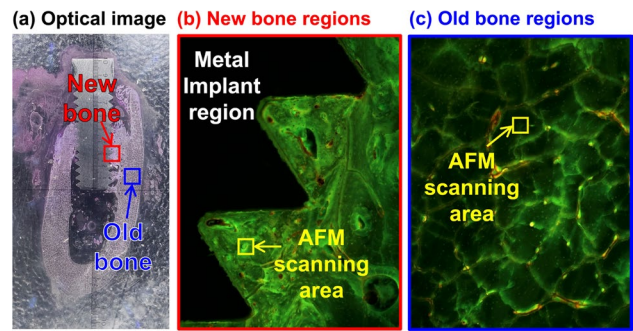 (a) Optical image
(b) New bone regions
(c) Old bone regions
New
bone
Old
bone
Metal
Implant
region
AFM
scanning
area
AFM
scanning
area